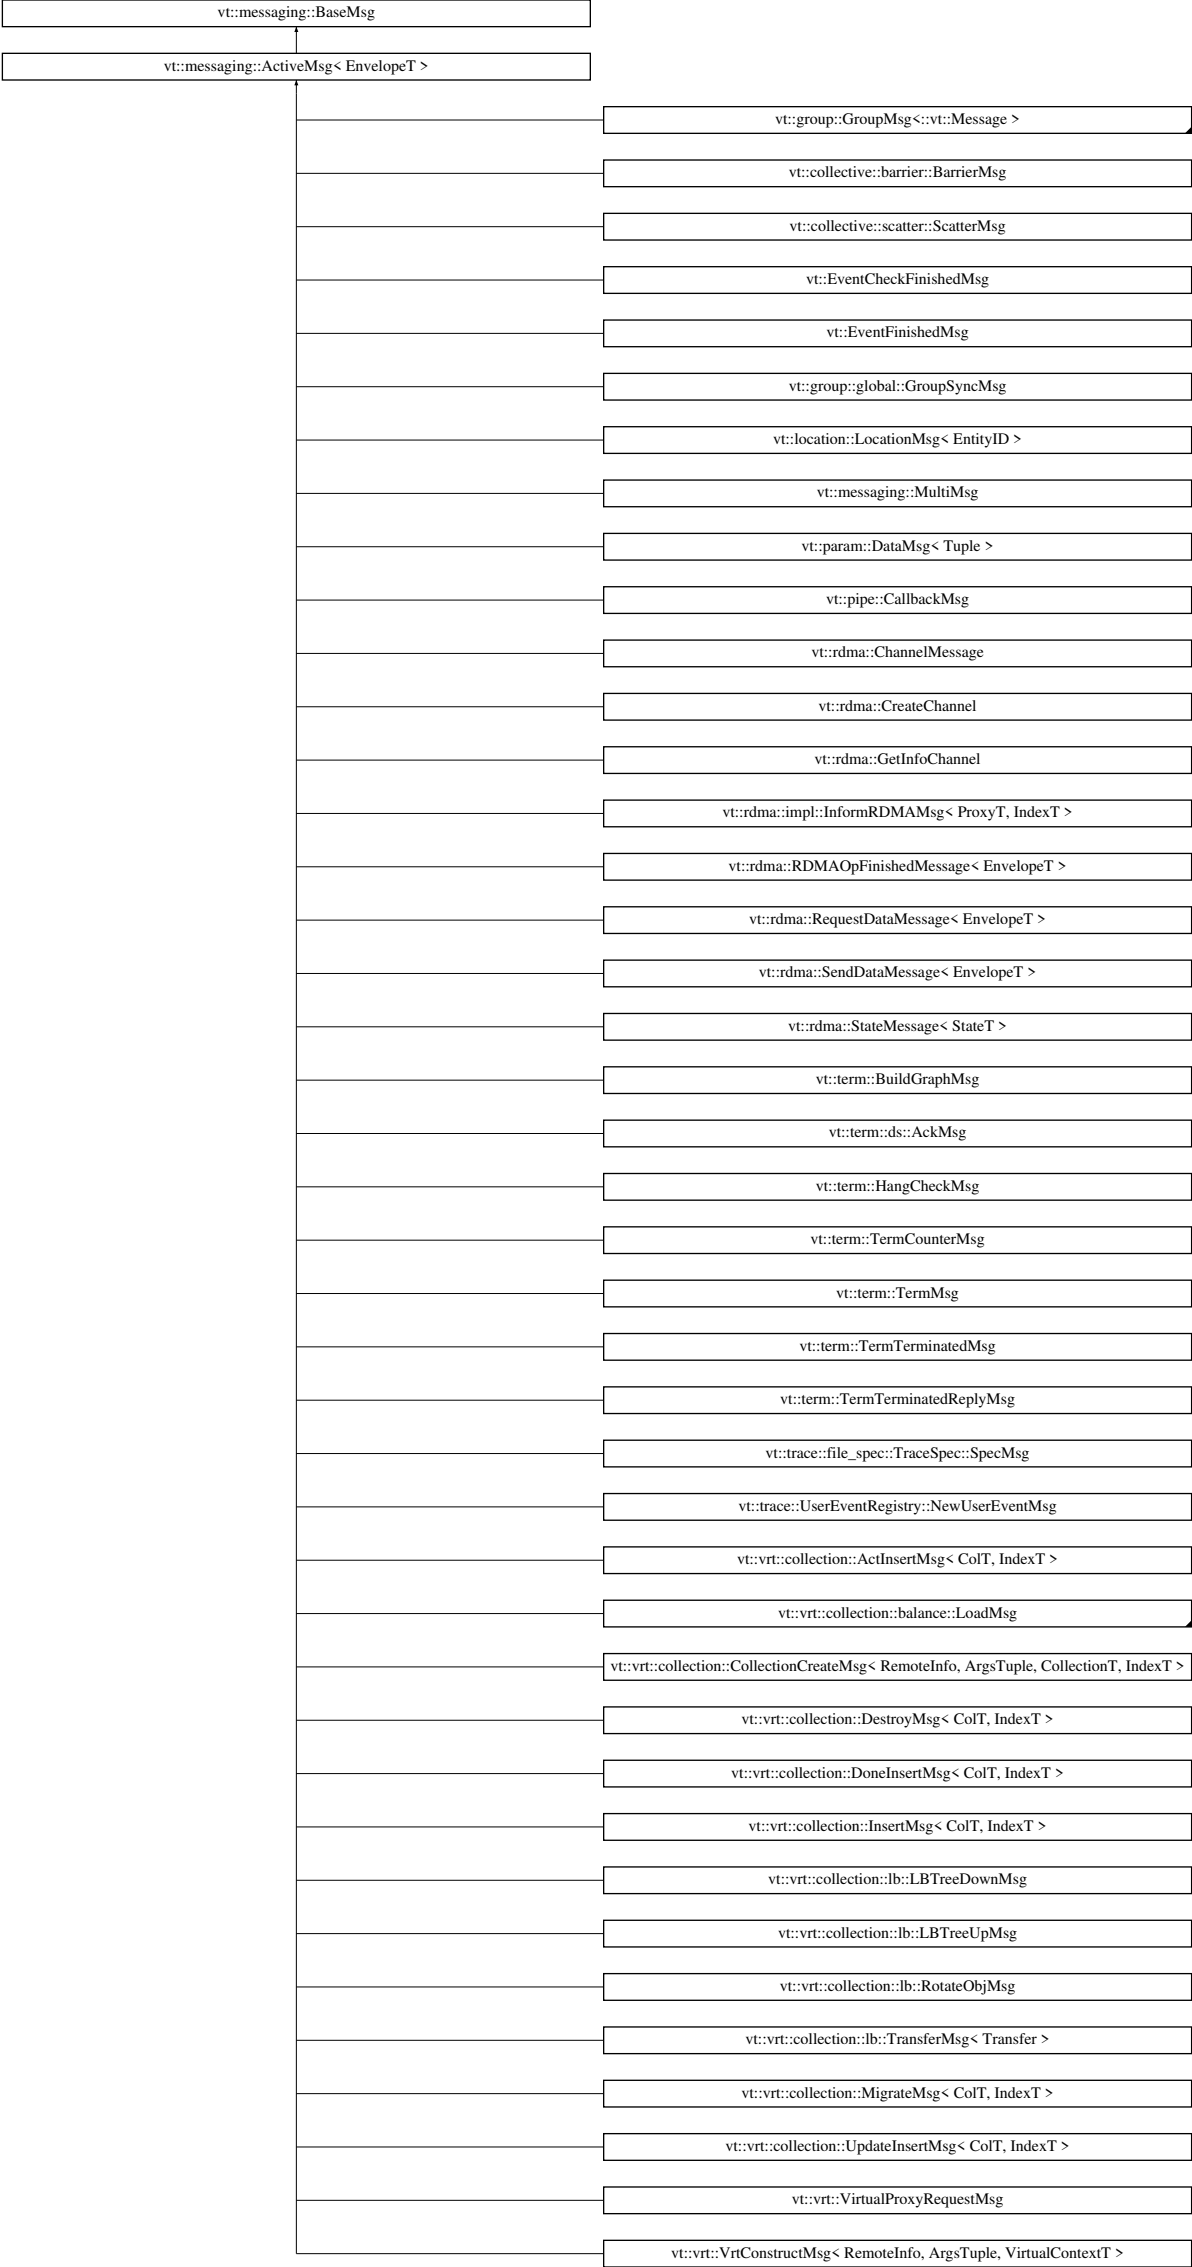 vt::messaging::BaseMsg
vt::messaging::ActiveMsg< EnvelopeT >
vt::group::GroupMsg<::vt::Message >
vt::collective::barrier::BarrierMsg
vt::collective::scatter::ScatterMsg
vt::EventCheckFinishedMsg
vt::EventFinishedMsg
vt::group::global::GroupSyncMsg
vt::location::LocationMsg< EntityID >
vt::messaging::MultiMsg
vt::param::DataMsg< Tuple >
vt::pipe::CallbackMsg
vt::rdma::ChannelMessage
vt::rdma::CreateChannel
vt::rdma::GetInfoChannel
vt::rdma::impl::InformRDMAMsg< ProxyT, IndexT >
vt::rdma::RDMAOpFinishedMessage< EnvelopeT >
vt::rdma::RequestDataMessage< EnvelopeT >
vt::rdma::SendDataMessage< EnvelopeT >
vt::rdma::StateMessage< StateT >
vt::term::BuildGraphMsg
vt::term::ds::AckMsg
vt::term::HangCheckMsg
vt::term::TermCounterMsg
vt::term::TermMsg
vt::term::TermTerminatedMsg
vt::term::TermTerminatedReplyMsg
vt::trace::file_spec::TraceSpec::SpecMsg
vt::trace::UserEventRegistry::NewUserEventMsg
vt::vrt::collection::ActInsertMsg< ColT, IndexT >
vt::vrt::collection::balance::LoadMsg
vt::vrt::collection::CollectionCreateMsg< RemoteInfo, ArgsTuple, CollectionT, IndexT >
vt::vrt::collection::DestroyMsg< ColT, IndexT >
vt::vrt::collection::DoneInsertMsg< ColT, IndexT >
vt::vrt::collection::InsertMsg< ColT, IndexT >
vt::vrt::collection::lb::LBTreeDownMsg
vt::vrt::collection::lb::LBTreeUpMsg
vt::vrt::collection::lb::RotateObjMsg
vt::vrt::collection::lb::TransferMsg< Transfer >
vt::vrt::collection::MigrateMsg< ColT, IndexT >
vt::vrt::collection::UpdateInsertMsg< ColT, IndexT >
vt::vrt::VirtualProxyRequestMsg
vt::vrt::VrtConstructMsg< RemoteInfo, ArgsTuple, VirtualContextT >